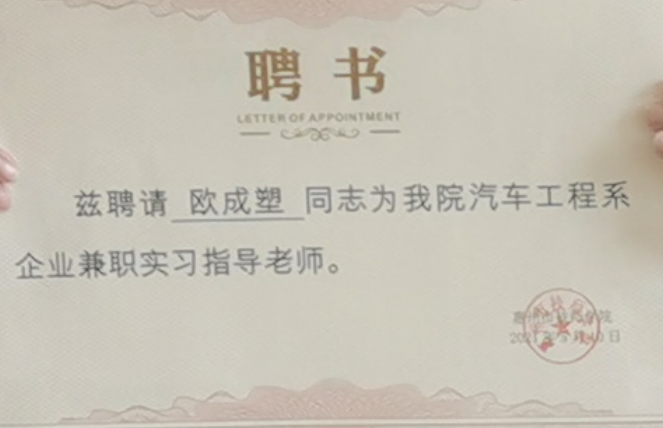 聘书
LETTER OF APPOINTMENT
兹聘请 欧成塑 同志为我院汽车工程系
企业兼职实习指导老师。